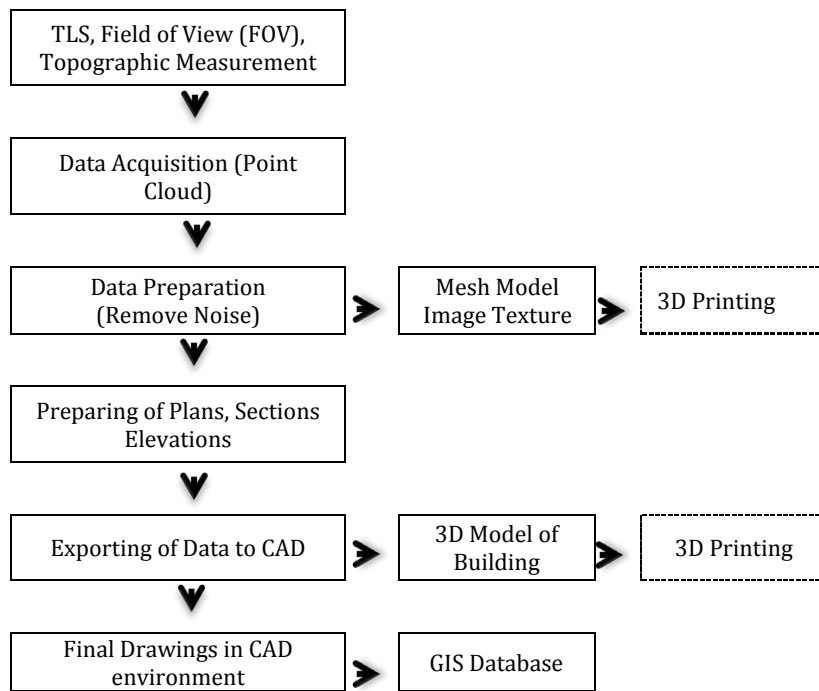 TLS, Field of View (FOV),
Topographic Measurement
Data Acquisition (Point
Cloud)
Data Preparation
(Remove Noise)
Mesh Model
Image Texture
3D Printing
Preparing of Plans, Sections
Elevations
Exporting of Data to CAD
3D Model of
Building
3D Printing
Final Drawings in CAD
environment
GIS Database